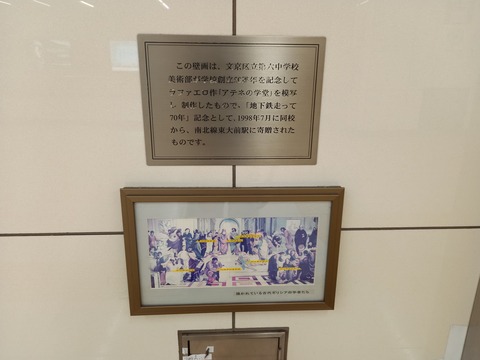 この壁画は、文京区立第六中学校
美術部が学校創立50周年を記念して
ラファエロ作「アテネの学堂」を模写
し、制作したもので、「地下鉄走って
70年」記念として、1998年7月に同校
から、南北線東大前駅に寄贈された
ものです。